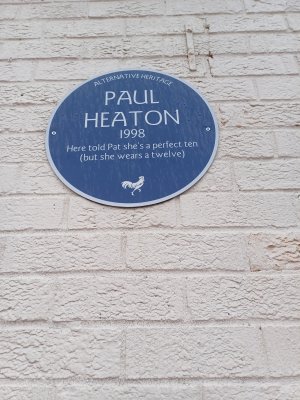 ALTERNATIVE HERITAGE
PAUL
HEATON
1998
Here told Pat she's a perfect ten
(but she wears a twelve)